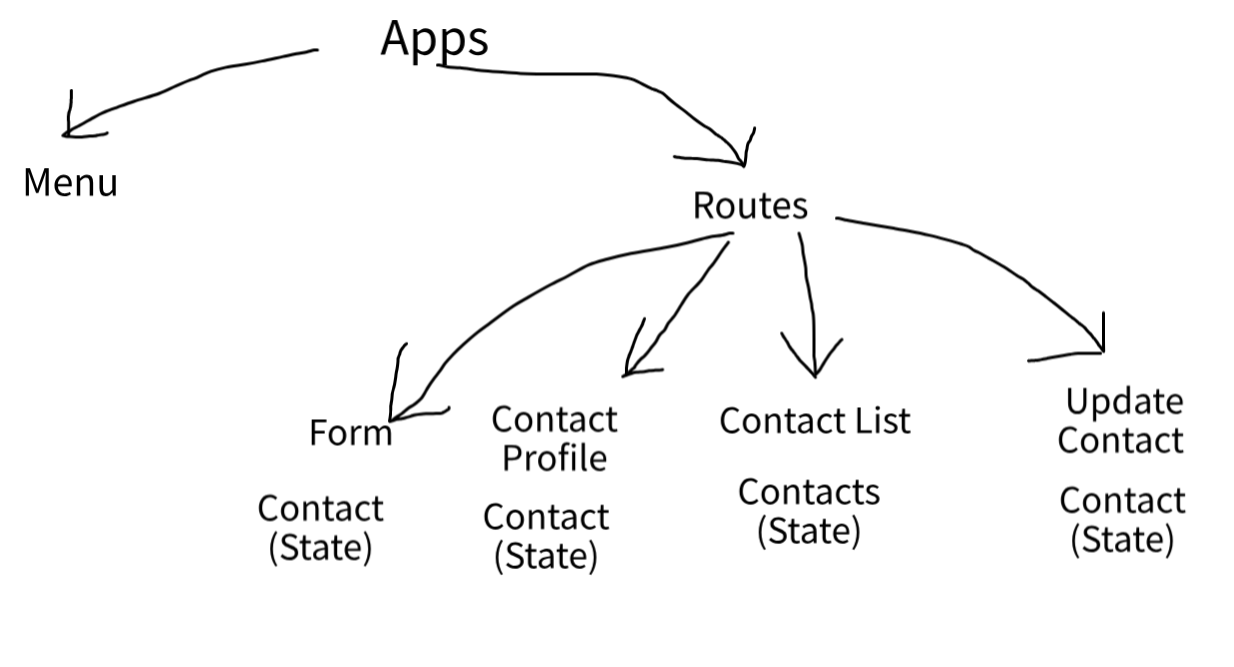 Apps
Menu
Routes
Form
Contact
Profile
Contact List
Update
Contact
Contact
(State)
Contact
(State)
Contacts
(State)
Contact
(State)